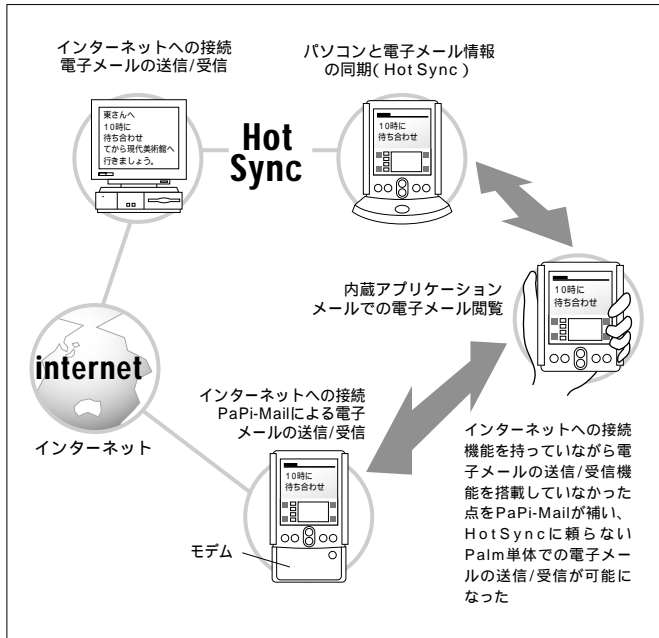 インターネットへの接続
電子メールの送信/受信
パソコンと電子メール情報
の同期(HotSync)
東さんへ
10時に
待ち合わせ
てから現代美術館へ
行きましょう。
Hot
Sync
10時に
待ち合わせ
内蔵アプリケーション
メールでの電子メール閲覧
10時に
待ち合わせ
internet
インターネット
インターネットへの接続
PaPi-Mailによる電子
メールの送信/受信
10時に
待ち合わせ
モデム
インターネットへの接続
機能を持っていながら電
子メールの送信/受信機
能を搭載していなかった
点をPaPi-Mailが補い、
HotSyncに頼らない
Palm単体での電子メー
ルの送信/受信が可能に
なった